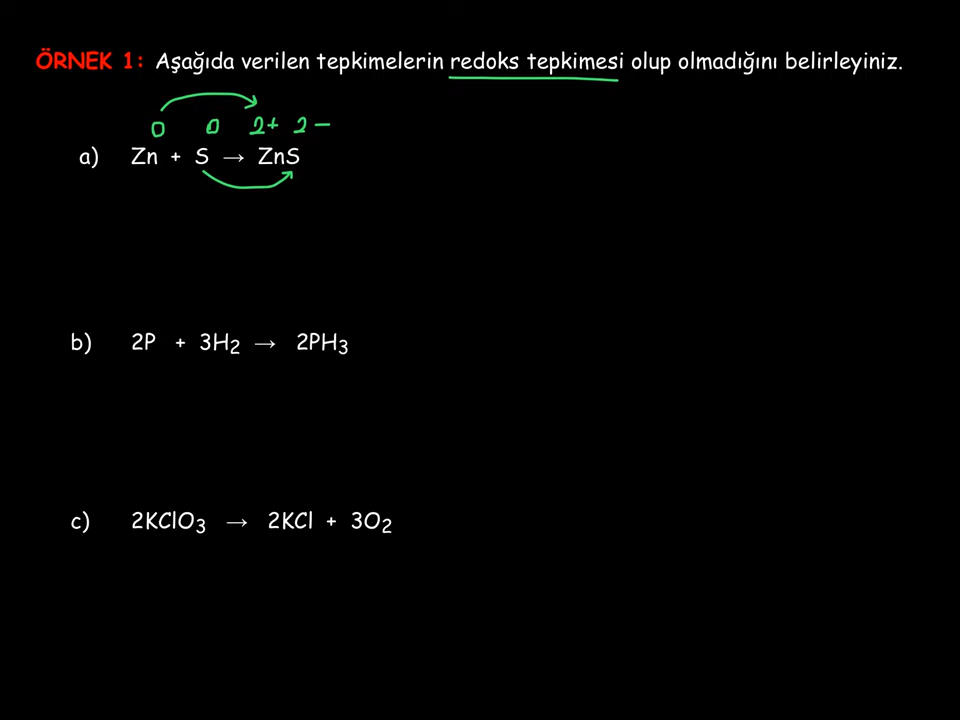 ÖRNEK 1: Aşağıda verilen tepkimelerin redoks tepkimesi olup olmadığını belirleyiniz.
0 0 2+ 2-
a) Zn + S → ZnS
b) 2P + 3H₂ → 2PH₃
c) 2KClO₃ → 2KCl + 3O₂